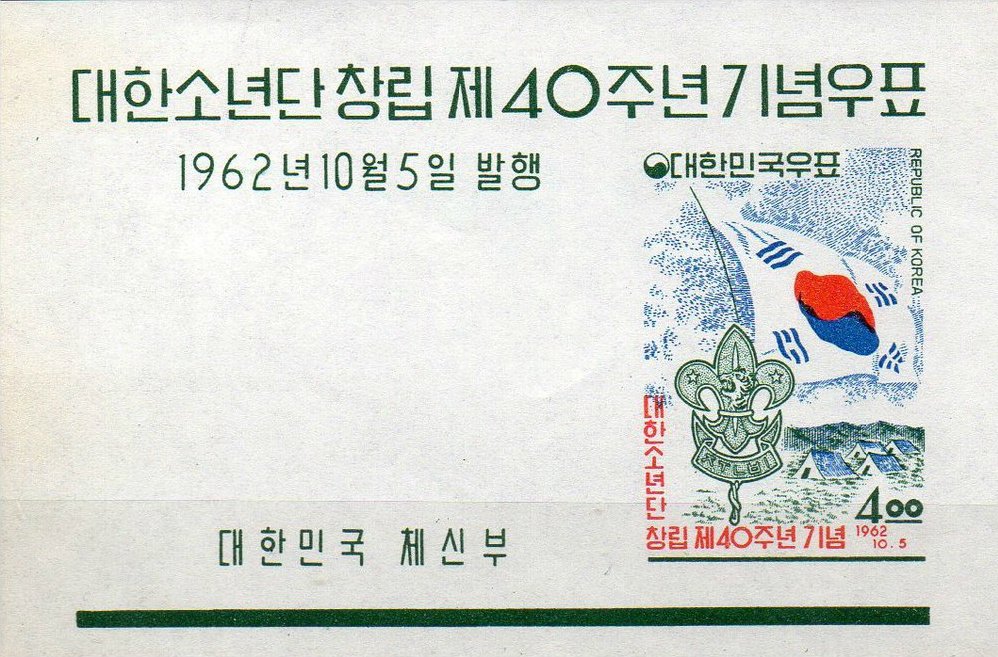 대한소년단 창립 제40주년 기념우표
1962년 10월 5일 발행
대한민국우표
REPUBLIC OF KOREA
대한소년단
창립 제40주년 기념
1962
10.5
4.00
대한민국 체신부